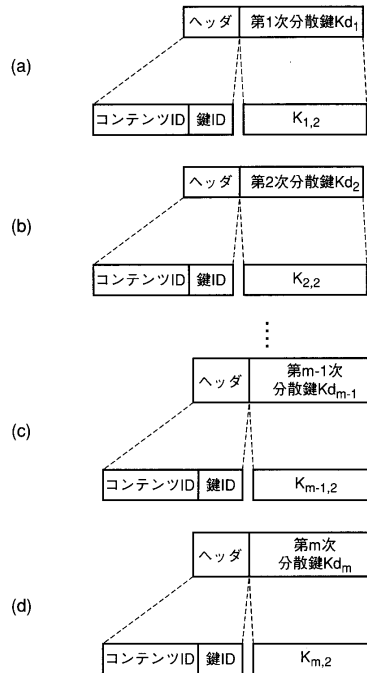 (a)
ヘッダ 第1次分散鍵Kd₁
コンテンツID 鍵ID K₁,₂
(b)
ヘッダ 第2次分散鍵Kd₂
コンテンツID 鍵ID K₂,₂
(c)
ヘッダ 第m-1次
分散鍵Kdm-1
コンテンツID 鍵ID Km-1,2
(d)
ヘッダ 第m次
分散鍵Kdm
コンテンツID 鍵ID Km,2